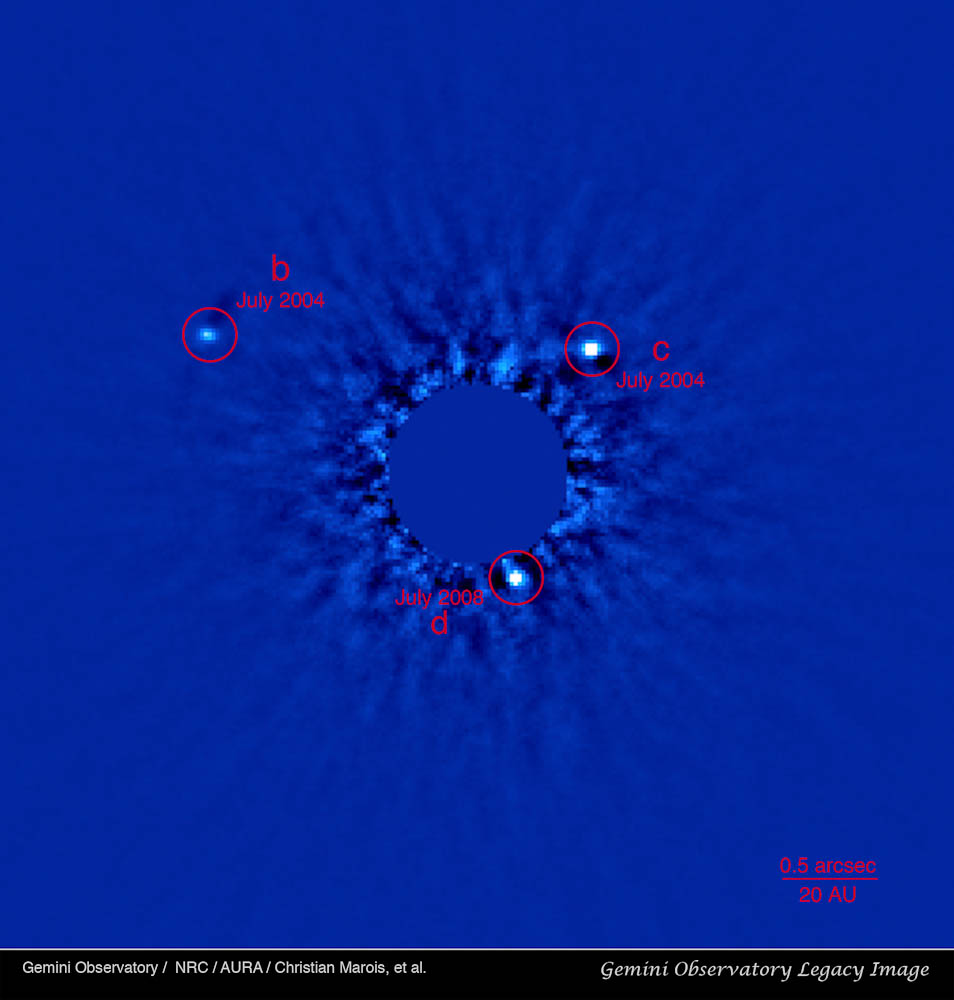 b
July 2004
c
July 2004
July 2008
d
0.5 arcsec
20 AU
Gemini Observatory / NRC / AURA / Christian Marois, et al.
Gemini Observatory Legacy Image